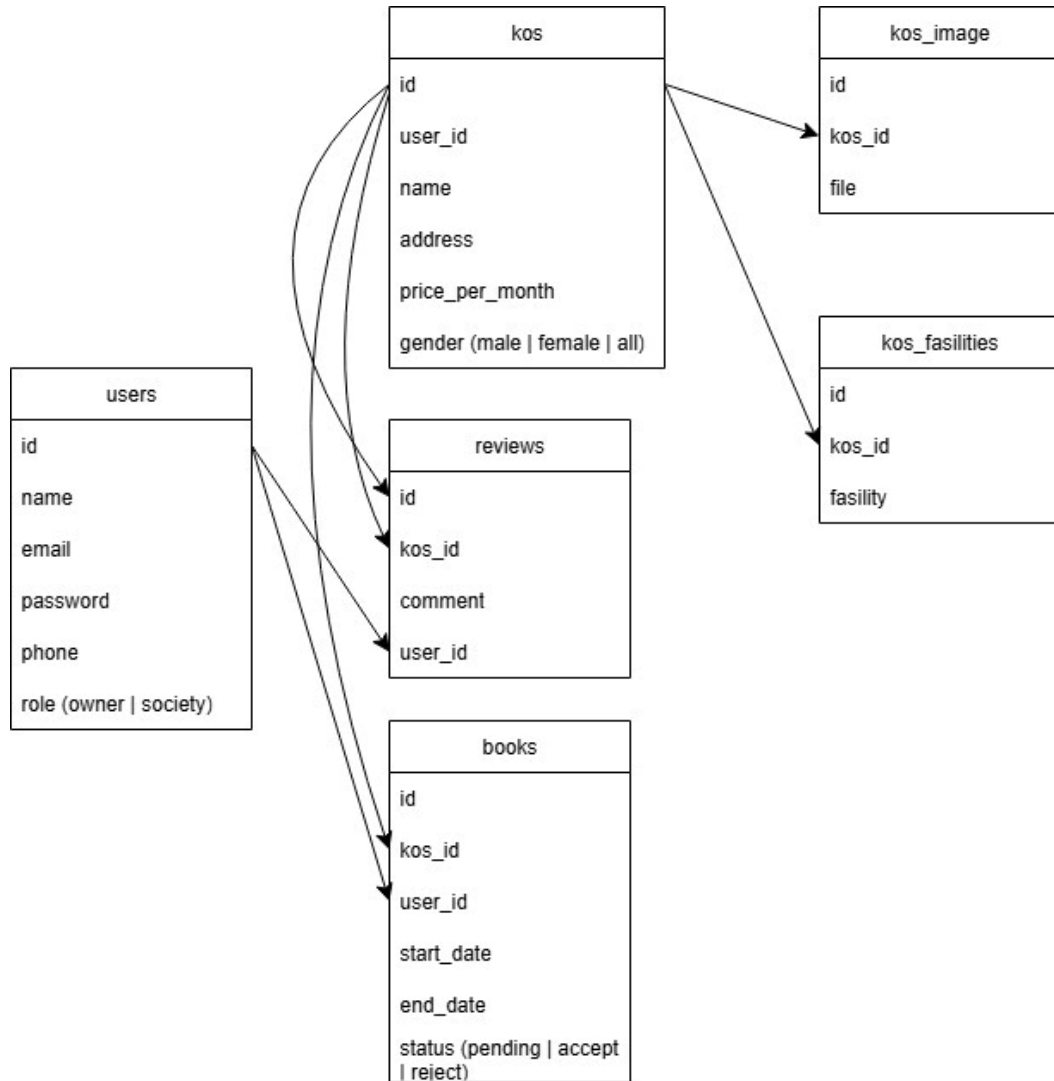 kos
id
user_id
name
address
price_per_month
gender (male | female | all)
kos_image
id
kos_id
file
kos_fasilities
id
kos_id
fasility
users
id
name
email
password
phone
role (owner | society)
reviews
id
kos_id
comment
user_id
books
id
kos_id
user_id
start_date
end_date
status (pending | accept
| reject)